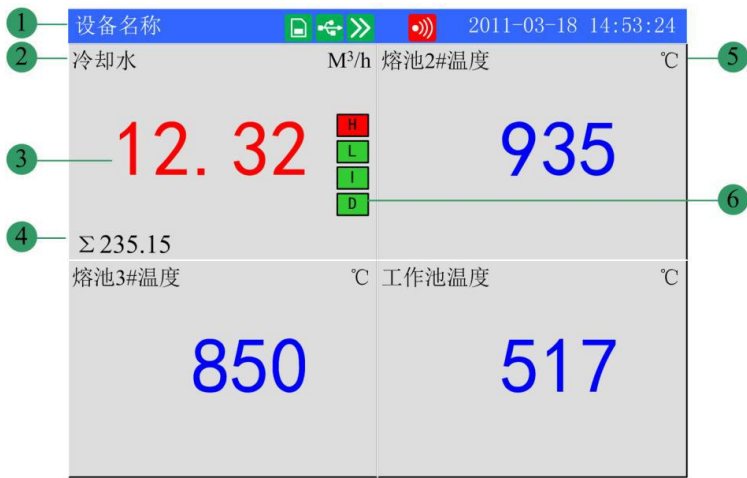 1 设备名称 2011-03-18 14:53:24
2 冷却水 M³/h 熔池2#温度 ℃ 5
3 12.32 H L I D 935
6
4 Σ235.15
熔池3#温度 ℃ 工作池温度 ℃
850 517